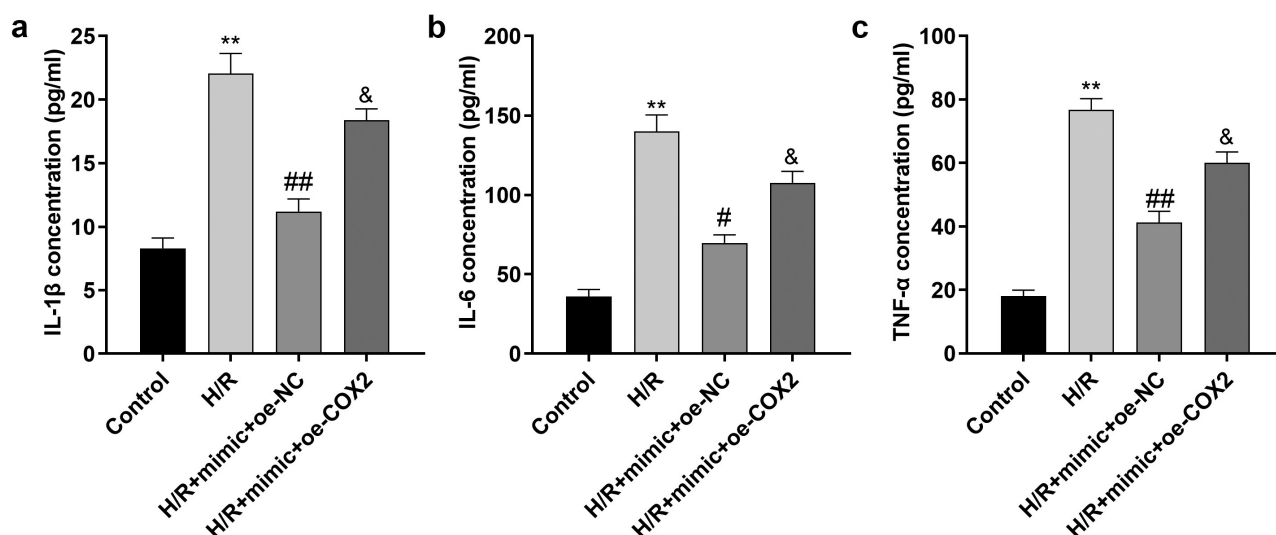 a
IL-1β concentration (pg/ml)
25
20
15
10
5
0
**
##
&
Control
H/R
H/R+mimic+oe-NC
H/R+mimic+oe-COX2
b
IL-6 concentration (pg/ml)
200
150
100
50
0
**
#
&
Control
H/R
H/R+mimic+oe-NC
H/R+mimic+oe-COX2
c
TNF-α concentration (pg/ml)
100
80
60
40
20
0
**
##
&
Control
H/R
H/R+mimic+oe-NC
H/R+mimic+oe-COX2